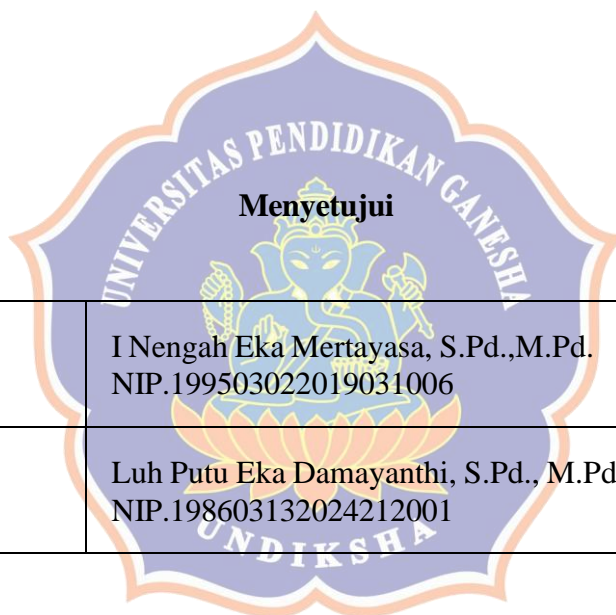 UNIVERSITAS PENDIDIKAN GANESHA
Menyetujui
I Nengah Eka Mertayasa, S.Pd.,M.Pd.
NIP.199503022019031006
Luh Putu Eka Damayanthi, S.Pd., M.Pd
NIP.198603132024212001
UNDIKSHA